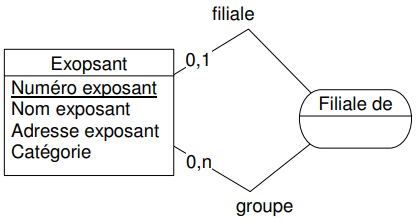 filiale
Exopsant
0,1
Numéro exposant
Nom exposant
Adresse exposant
Catégorie
Filiale de
0,n
groupe